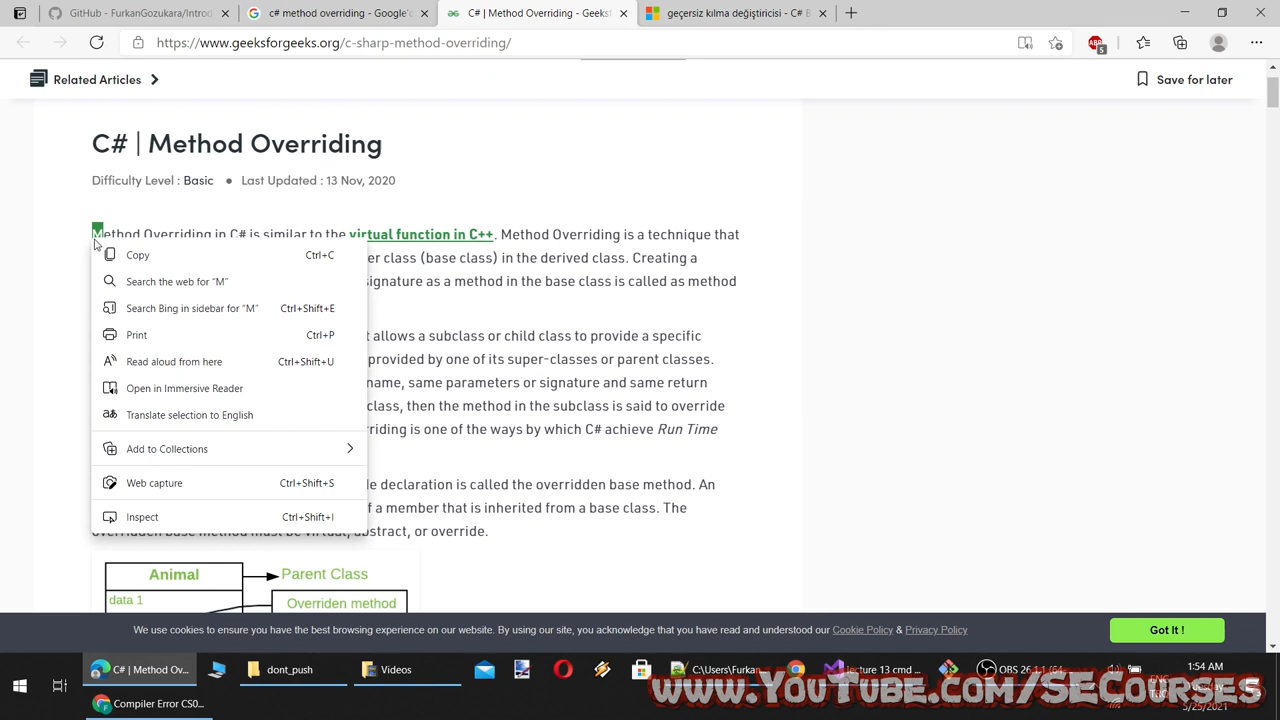 GitHub - FurkanGozukara/Introd
c# method overriding - Google'd
C# | Method Overriding - Geeksf
geçersiz kılma değiştiricisi - C# B
https://www.geeksforgeeks.org/c-sharp-method-overriding/
5
Related Articles
Save for later
C# | Method Overriding
Difficulty Level : Basic ● Last Updated : 13 Nov, 2020
Method Overriding in C# is similar to the virtual function in C++. Method Overriding is a technique that
er class (base class) in the derived class. Creating a
signature as a method in the base class is called as method
t allows a subclass or child class to provide a specific
provided by one of its super-classes or parent classes.
name, same parameters or signature and same return
class, then the method in the subclass is said to override
riding is one of the ways by which C# achieve Run Time
de declaration is called the overridden base method. An
f a member that is inherited from a base class. The
overridden base method must be virtual, abstract, or override.
Copy Ctrl+C
Search the web for “M”
Search Bing in sidebar for “M” Ctrl+Shift+E
Print Ctrl+P
Read aloud from here Ctrl+Shift+U
Open in Immersive Reader
Translate selection to English
Add to Collections
Web capture Ctrl+Shift+S
Inspect Ctrl+Shift+I
Animal
Parent Class
data 1
Overriden method
We use cookies to ensure you have the best browsing experience on our website. By using our site, you acknowledge that you have read and understood our Cookie Policy & Privacy Policy
Got It !
C# | Method Ov...
dont_push
Videos
C:\Users\Furkan
lecture 13 cmd
OBS 26.1.1 (64
1:54 AM
ENG
5/25/2021
Compiler Error CS0...
www.YouTube.com/SECourses